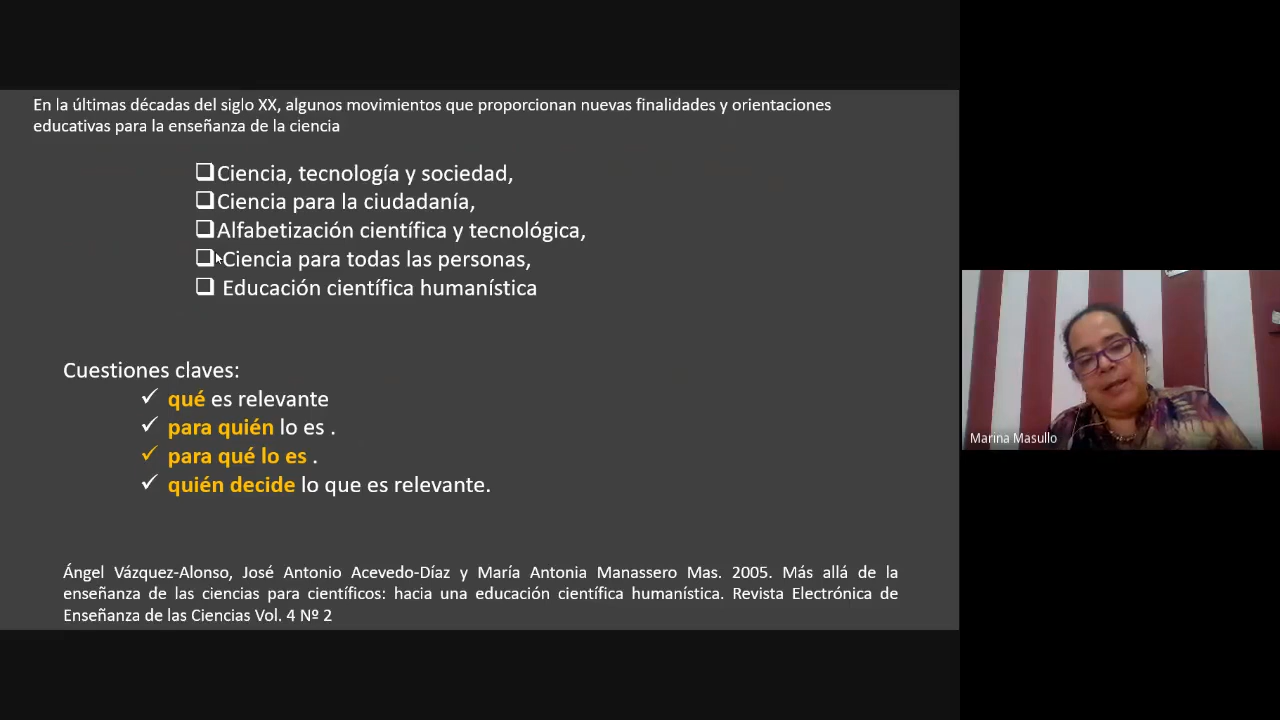 En la últimas décadas del siglo XX, algunos movimientos que proporcionan nuevas finalidades y orientaciones
educativas para la enseñanza de la ciencia
Ciencia, tecnología y sociedad,
Ciencia para la ciudadanía,
Alfabetización científica y tecnológica,
Ciencia para todas las personas,
Educación científica humanística
Cuestiones claves:
qué es relevante
para quién lo es .
para qué lo es .
quién decide lo que es relevante.
Ángel Vázquez-Alonso, José Antonio Acevedo-Díaz y María Antonia Manassero Mas. 2005. Más allá de la
enseñanza de las ciencias para científicos: hacia una educación científica humanística. Revista Electrónica de
Enseñanza de las Ciencias Vol. 4 Nº 2
Marina Masullo